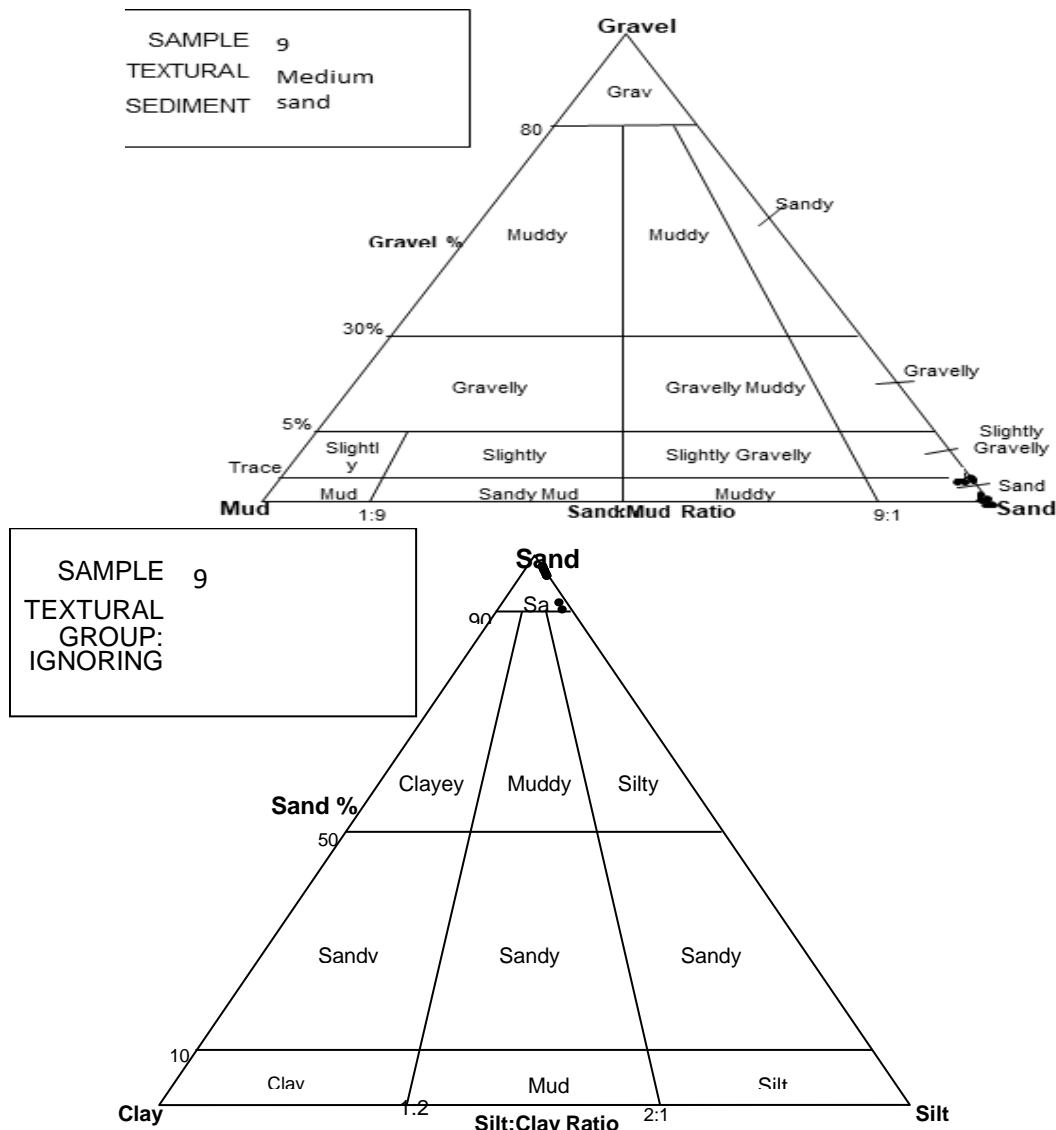 SAMPLE 9
TEXTURAL Medium
SEDIMENT sand
Gravel
Grav
80
Sandy
Muddy Muddy
Gravel %
30%
Gravelly
Gravelly Gravelly Muddy
5%
Slightly
Gravelly
Slightl
y
Slightly Slightly Gravelly
Trace
Sand
Mud Sandy Mud Muddy
Mud Sand
1:9 Sand Mud Ratio 9:1
SAMPLE 9
TEXTURAL
GROUP:
IGNORING
Sand
Sa
90
Clayey Muddy Silty
Sand %
50
Sandy Sandy Sandy
10
Clay Mud Silt
Clay 1:2 2:1 Silt
Silt:Clay Ratio